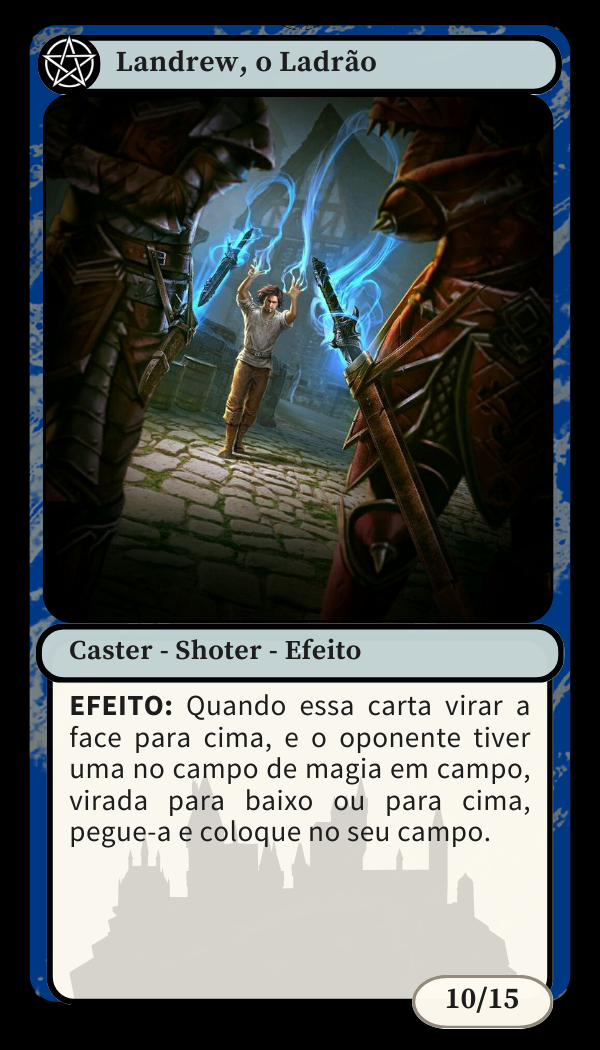 Landrew, o Ladrão
Caster - Shoter - Efeito
EFEITO: Quando essa carta virar a
face para cima, e o oponente tiver
uma no campo de magia em campo,
virada para baixo ou para cima,
pegue-a e coloque no seu campo.
10/15